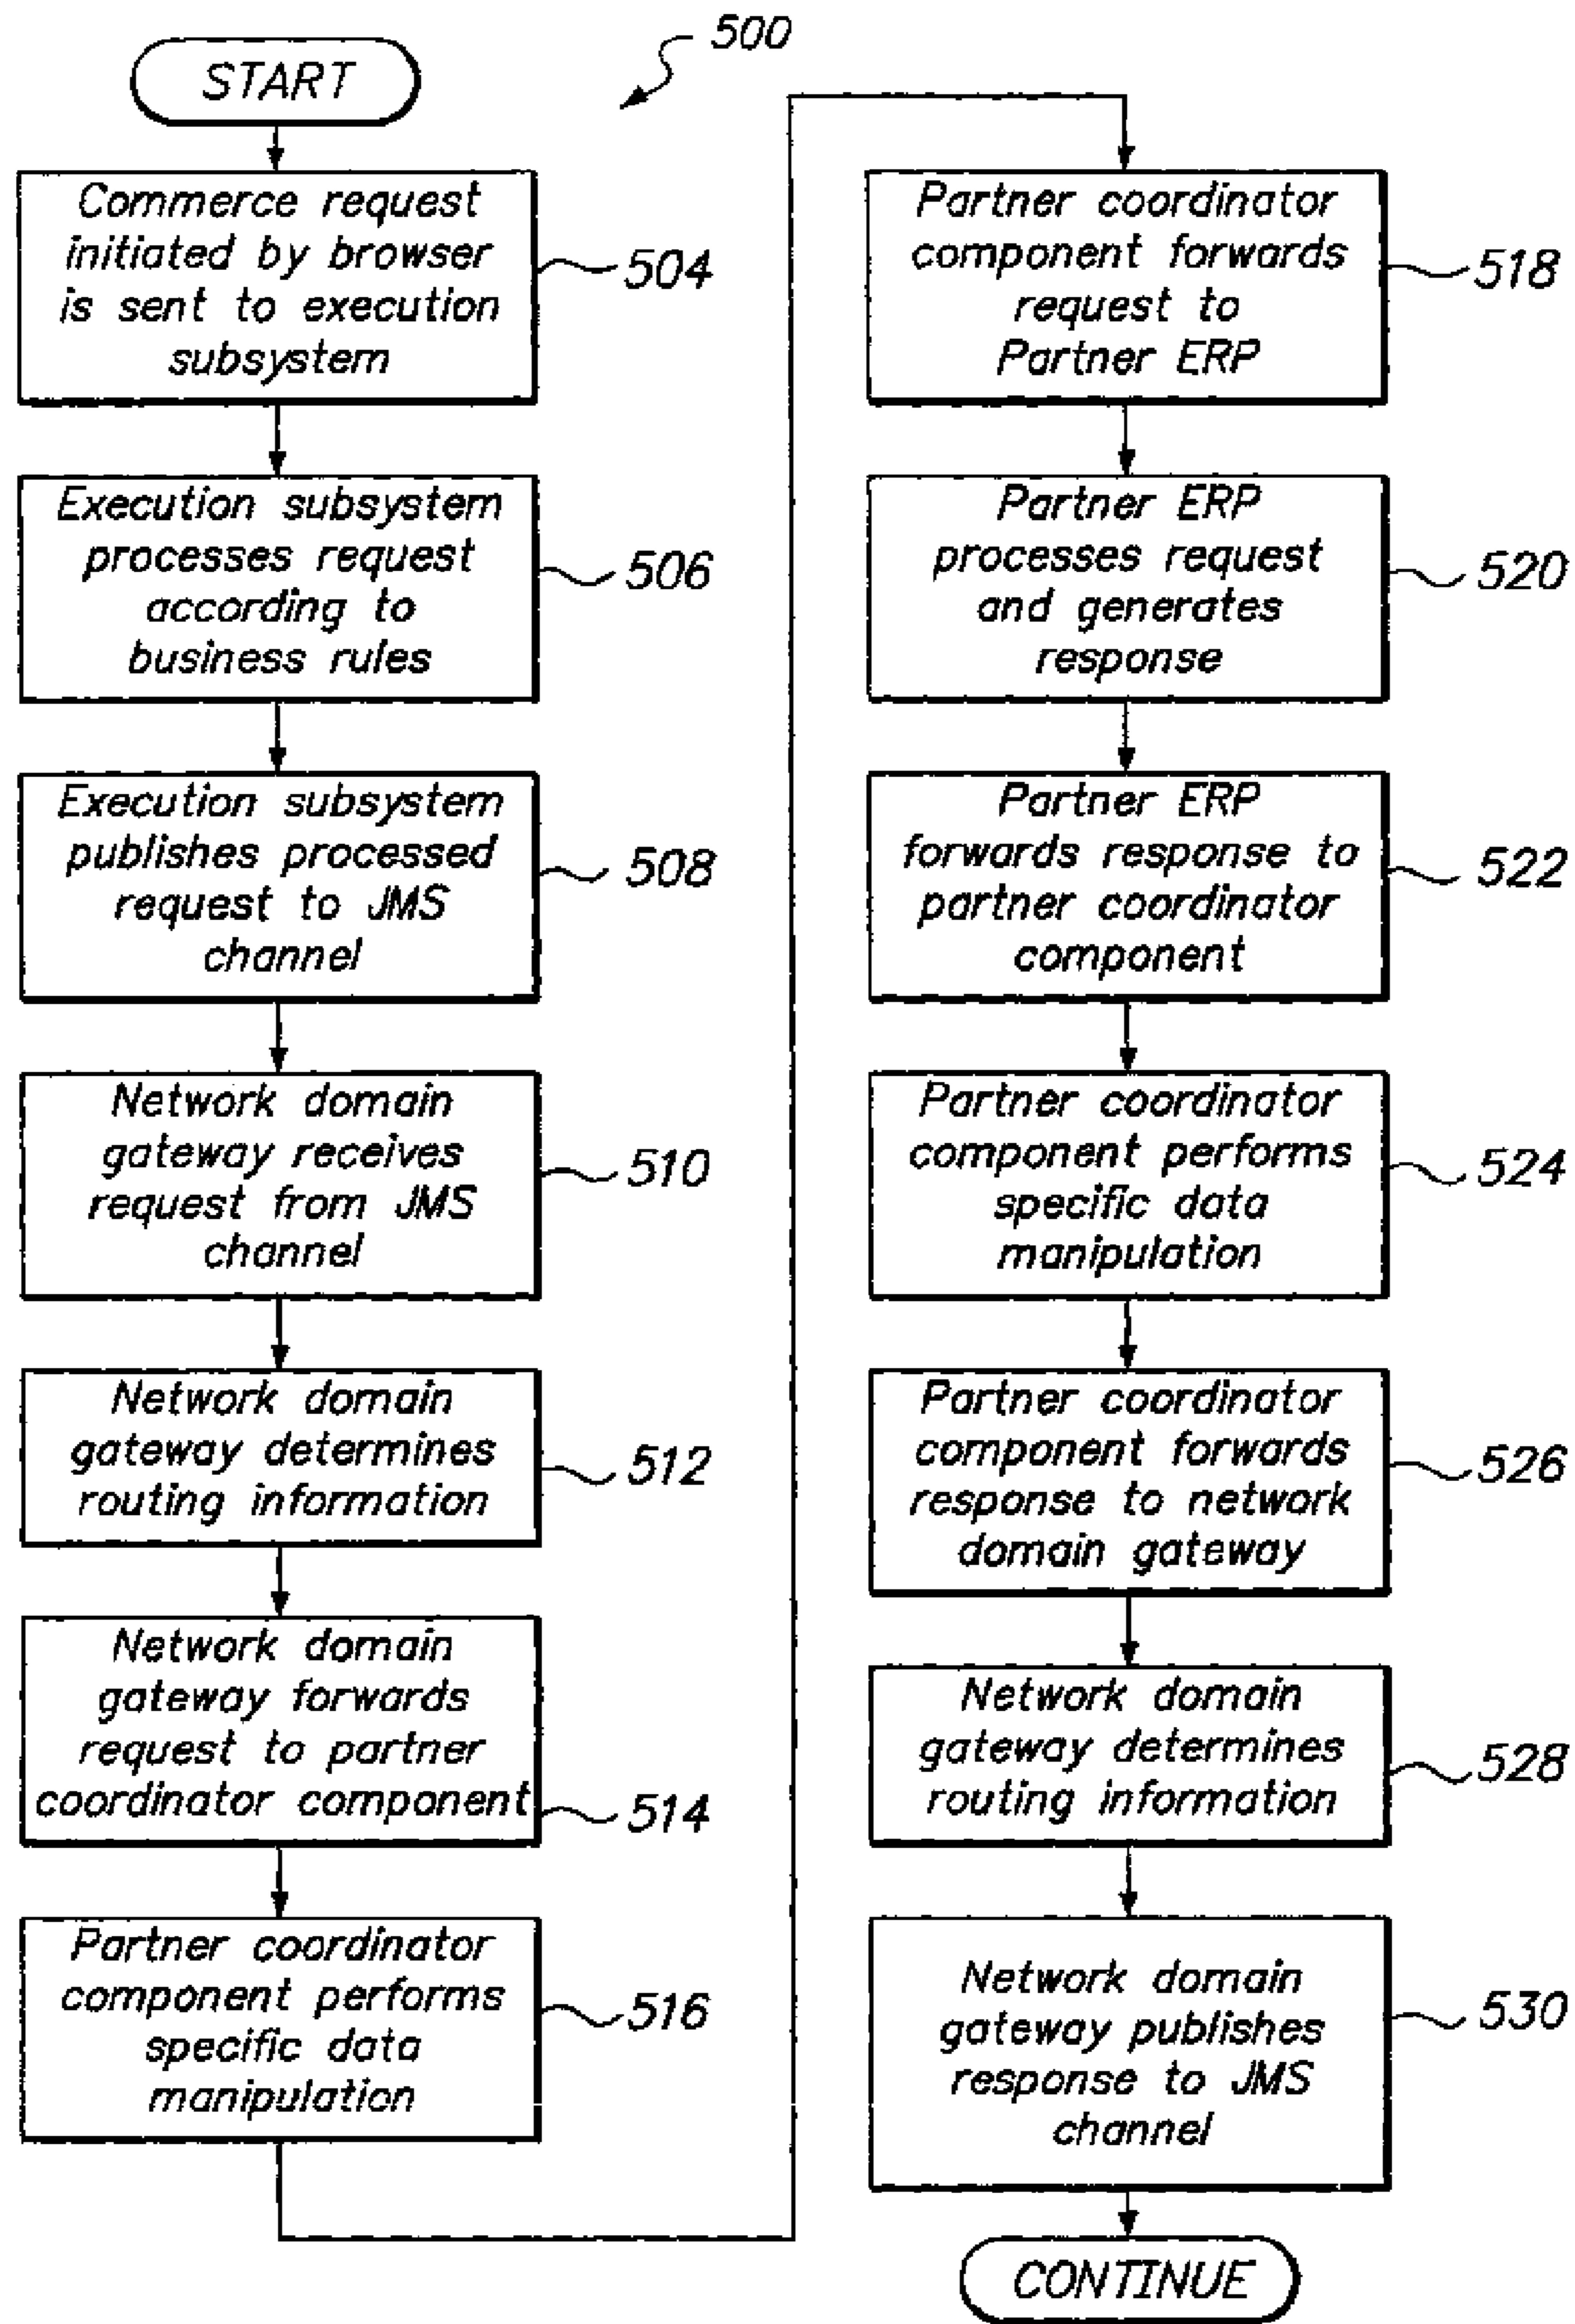 500
START
Commerce request
initiated by browser
is sent to execution
subsystem
504
Execution subsystem
processes request
according to
business rules
506
Execution subsystem
publishes processed
request to JMS
channel
508
Network domain
gateway receives
request from JMS
channel
510
Network domain
gateway determines
routing information
512
Network domain
gateway forwards
request to partner
coordinator component
514
Partner coordinator
component performs
specific data
manipulation
516
Partner coordinator
component forwards
request to
Partner ERP
518
Partner ERP
processes request
and generates
response
520
Partner ERP
forwards response to
partner coordinator
component
522
Partner coordinator
component performs
specific data
manipulation
524
Partner coordinator
component forwards
response to network
domain gateway
526
Network domain
gateway determines
routing information
528
Network domain
gateway publishes
response to JMS
channel
530
CONTINUE